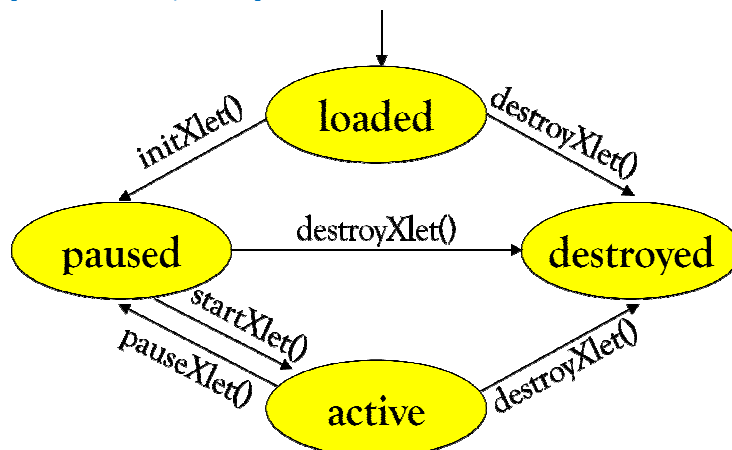 loaded
initXlet()
destroyXlet()
paused
destroyXlet()
destroyed
startXlet()
pauseXlet()
destroyXlet()
active